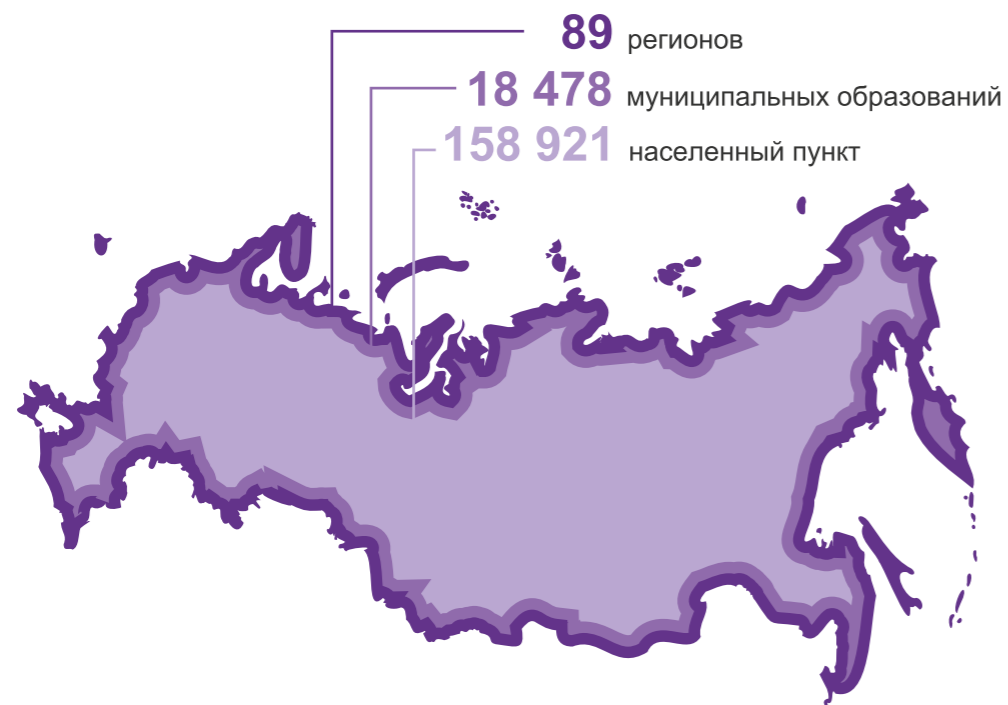 89 регионов
18 478 муниципальных образований
158 921 населенный пункт